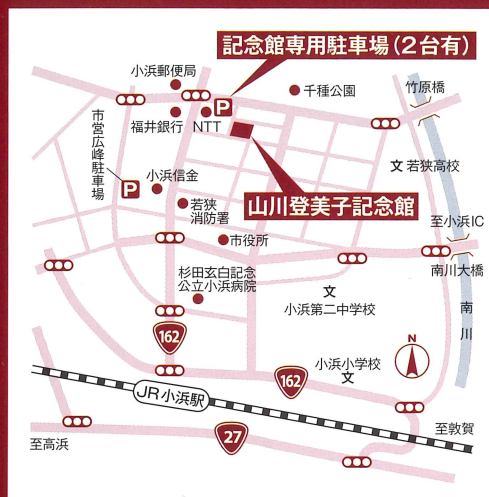 記念館専用駐車場(2台有)
小浜郵便局
千種公園
竹原橋
P
福井銀行
NTT
市営広峰駐車場
文若狭高校
P
小浜信金
若狭
消防署
山川登美子記念館
至小浜IC
市役所
南川大橋
杉田玄白記念
公立小浜病院
文
小浜第二中学校
南川
162
N
小浜小学校
文
162
JR小浜駅
27
至高浜
至敦賀